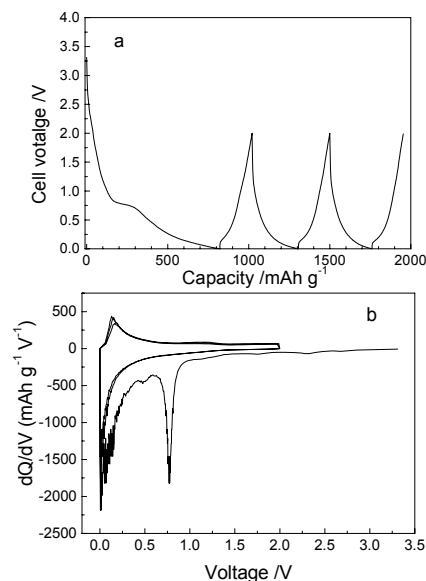 a
Cell votalge /V
4.0
3.5
3.0
2.5
2.0
1.5
1.0
0.5
0.0
0 500 1000 1500 2000
Capacity /mAh g-1
b
dQ/dV (mAh g-1 V-1)
500
0
-500
-1000
-1500
-2000
-2500
0.0 0.5 1.0 1.5 2.0 2.5 3.0 3.5
Voltage /V